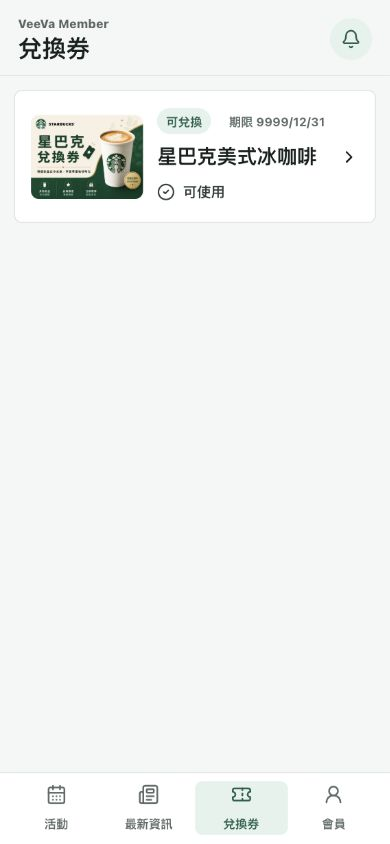 VeeVa Member
兌換券
STARBUCKS
星巴克
兌換券
可兌換
期限 9999/12/31
星巴克美式冰咖啡
可使用
活動
最新資訊
兌換券
會員